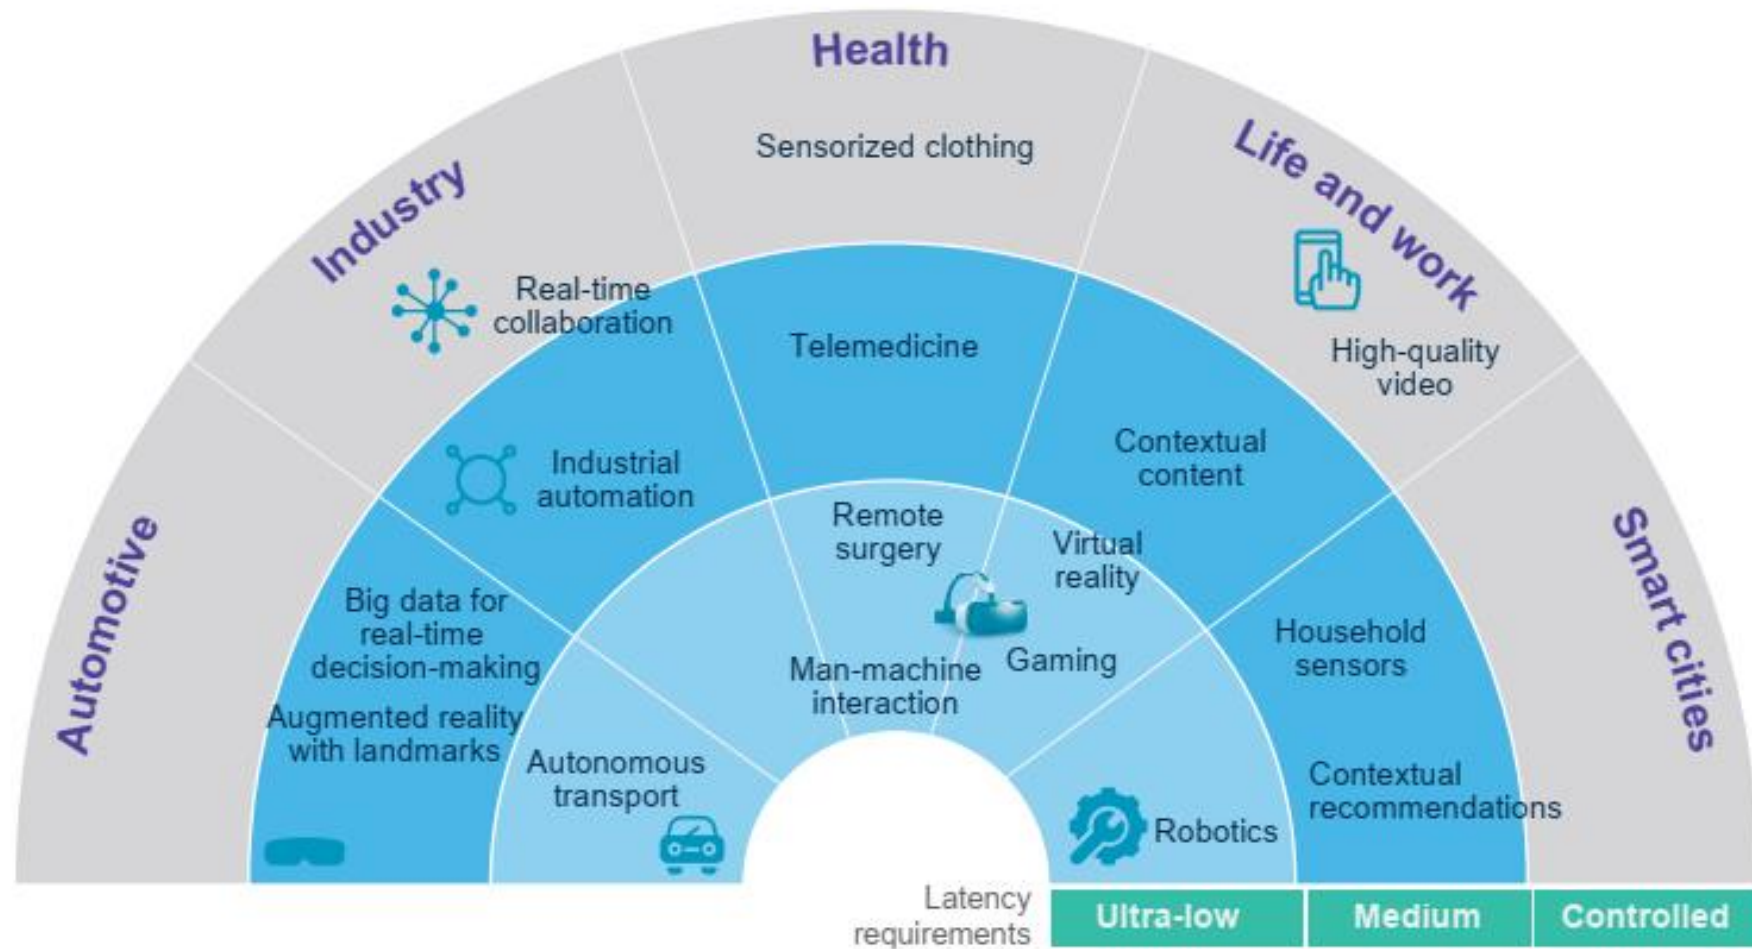 Health
Sensorized clothing
Industry
Life and work
Real-time
collaboration
High-quality
video
Telemedicine
Contextual
content
Industrial
automation
Automotive
Smart cities
Remote
surgery
Virtual
reality
Big data for
real-time
decision-making
Household
sensors
Man-machine
interaction
Gaming
Augmented reality
with landmarks
Autonomous
transport
Contextual
recommendations
Robotics
Latency
requirements
Ultra-low
Medium
Controlled